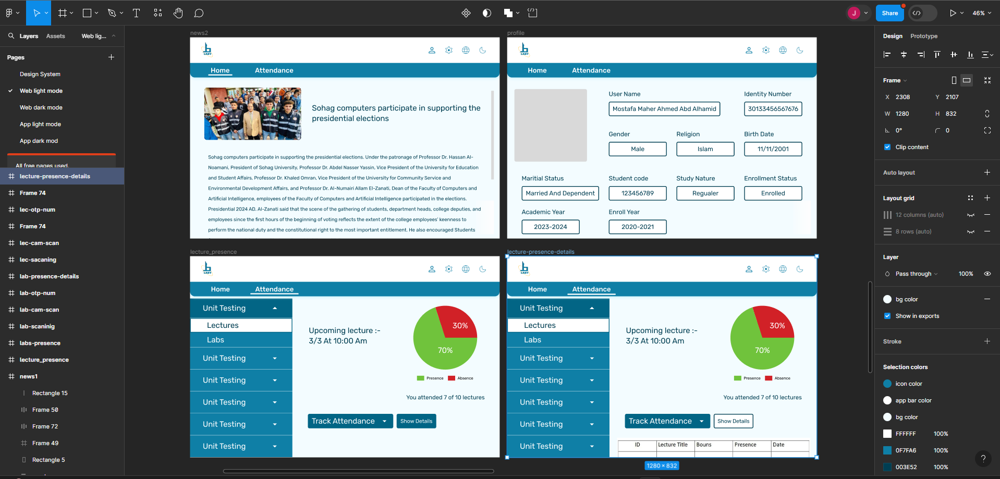 J
Share
46%
Layers
Assets
Web lig...
Pages
Design System
Web light mode
Web dark mode
App light mode
App dark mod
All free pages used.
lecture-presence-details
Frame 74
lec-otp-num
Frame 74
lec-cam-scan
lec-sacaning
lab-presence-details
lab-otp-num
lab-cam-scan
lab-scaninig
labs-presence
lecture_presence
news1
Rectangle 15
Frame 50
Frame 72
Frame 49
Rectangle 5
news2
LABY
Home
Attendance
Sohag computers participate in supporting the
presidential elections
Sohag computers participate in supporting the presidential elections. Under the patronage of Professor Dr. Hassan Al-
Noamani, President of Sohag University, Professor Dr. Abdel Nasser Yassin, Vice President of the University for Education
and Student Affairs, Professor Dr. Khaled Omran, Vice President of the University for Community Service and
Environmental Development Affairs, and Professor Dr. Al-Numairi Allam El-Zanati, Dean of the Faculty of Computers and
Artificial Intelligence, employees of the Faculty of Computers and Artificial Intelligence participated in the elections.
Presidential 2024 AD. Al-Zanati said that the scene of the gathering of students, department heads, college deputies, and
employees since the first hours of the beginning of voting reflects the extent of the college employees' keenness to
perform the national duty and the constitutional right to the most important entitlement. He also encouraged Students
profile
LABY
Home
Attendance
User Name
Identity Number
Mostafa Maher Ahmed Abd Alhamid
30133456567676
Gender
Religion
Birth Date
Male
Islam
11/11/2001
Maritial Status
Student code
Study Nature
Enrollment Status
Married And Dependent
123456789
Regualer
Enrolled
Academic Year
Enroll Year
2023-2024
2020-2021
lecture_presence
LABY
Home
Attendance
Unit Testing
Lectures
Labs
Unit Testing
Unit Testing
Unit Testing
Unit Testing
Unit Testing
Upcoming lecture :-
3/3 At 10:00 Am
30%
70%
Presence
Absence
You attended 7 of 10 lectures
Track Attendance
Show Details
lecture-presence-details
LABY
Home
Attendance
Unit Testing
Lectures
Labs
Unit Testing
Unit Testing
Unit Testing
Unit Testing
Unit Testing
Upcoming lecture :-
3/3 At 10:00 Am
30%
70%
Presence
Absence
You attended 7 of 10 lectures
Track Attendance
Show Details
ID
Lecture Title
Bouns
Presence
Date
1280 × 832
Design
Prototype
Frame
X 2308
Y 2107
W 1280
H 832
0°
0
Clip content
Auto layout
Layout grid
12 columns (auto)
8 rows (auto)
Layer
Pass through
100%
bg color
Show in exports
Stroke
Selection colors
icon color
app bar color
bg color
FFFFFF 100%
0F7FA6 100%
003E52 100%
?